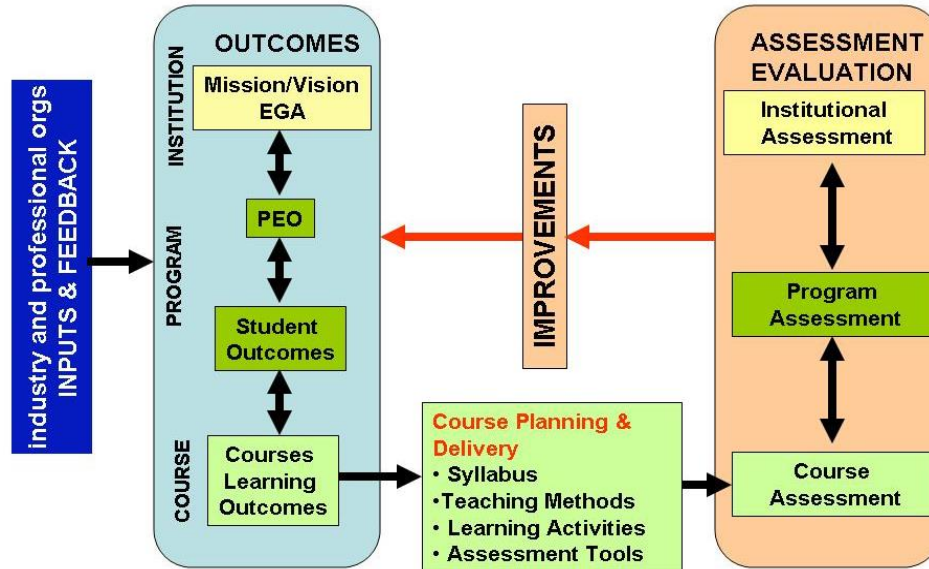 industry and professional orgs
INPUTS & FEEDBACK
OUTCOMES
INSTITUTION
Mission/Vision
EGA
PROGRAM
PEO
Student
Outcomes
COURSE
Courses
Learning
Outcomes
Course Planning &
Delivery
• Syllabus
•Teaching Methods
• Learning Activities
• Assessment Tools
IMPROVEMENTS
ASSESSMENT
EVALUATION
Institutional
Assessment
Program
Assessment
Course
Assessment